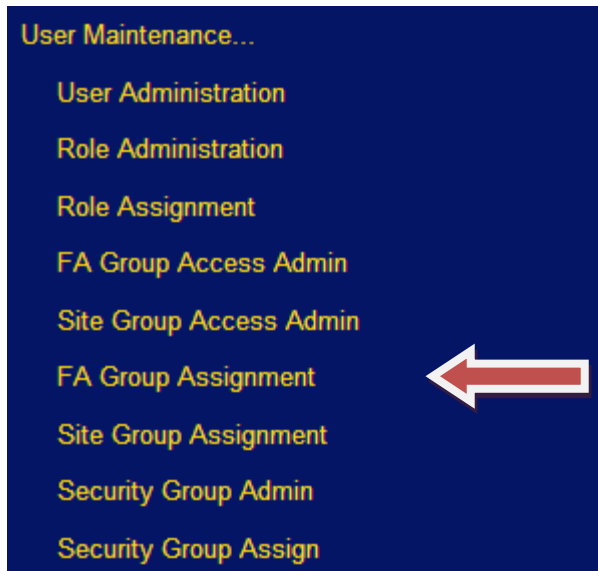 User Maintenance...
User Administration
Role Administration
Role Assignment
FA Group Access Admin
Site Group Access Admin
FA Group Assignment
Site Group Assignment
Security Group Admin
Security Group Assign